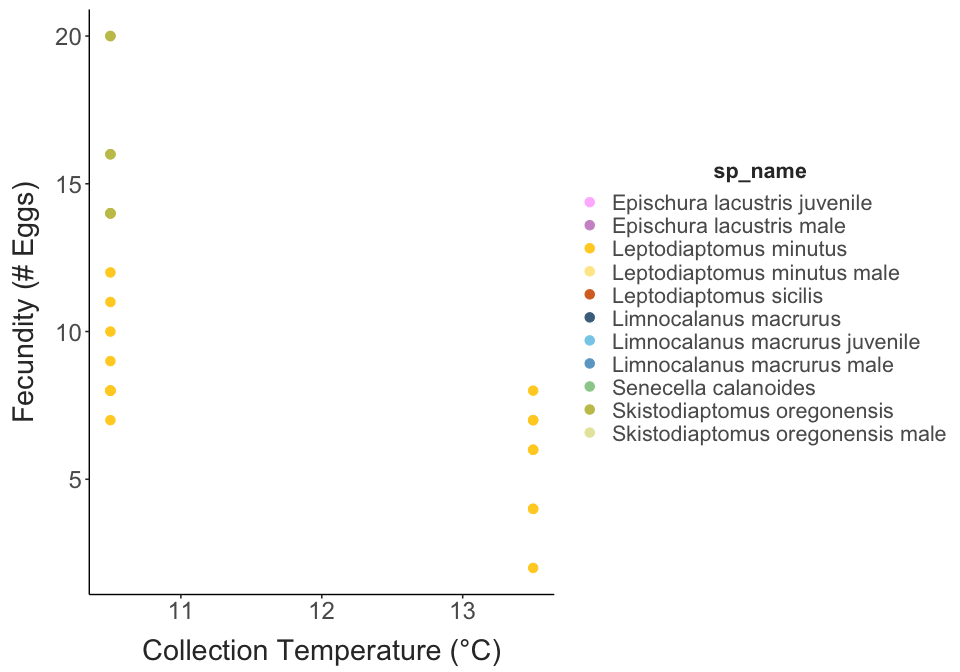 Fecundity (# Eggs)
20
15
10
5
11 12 13
Collection Temperature (°C)
sp_name
Epischura lacustris juvenile
Epischura lacustris male
Leptodiaptomus minutus
Leptodiaptomus minutus male
Leptodiaptomus sicilis
Limnocalanus macrurus
Limnocalanus macrurus juvenile
Limnocalanus macrurus male
Senecella calanoides
Skistodiaptomus oregonensis
Skistodiaptomus oregonensis male